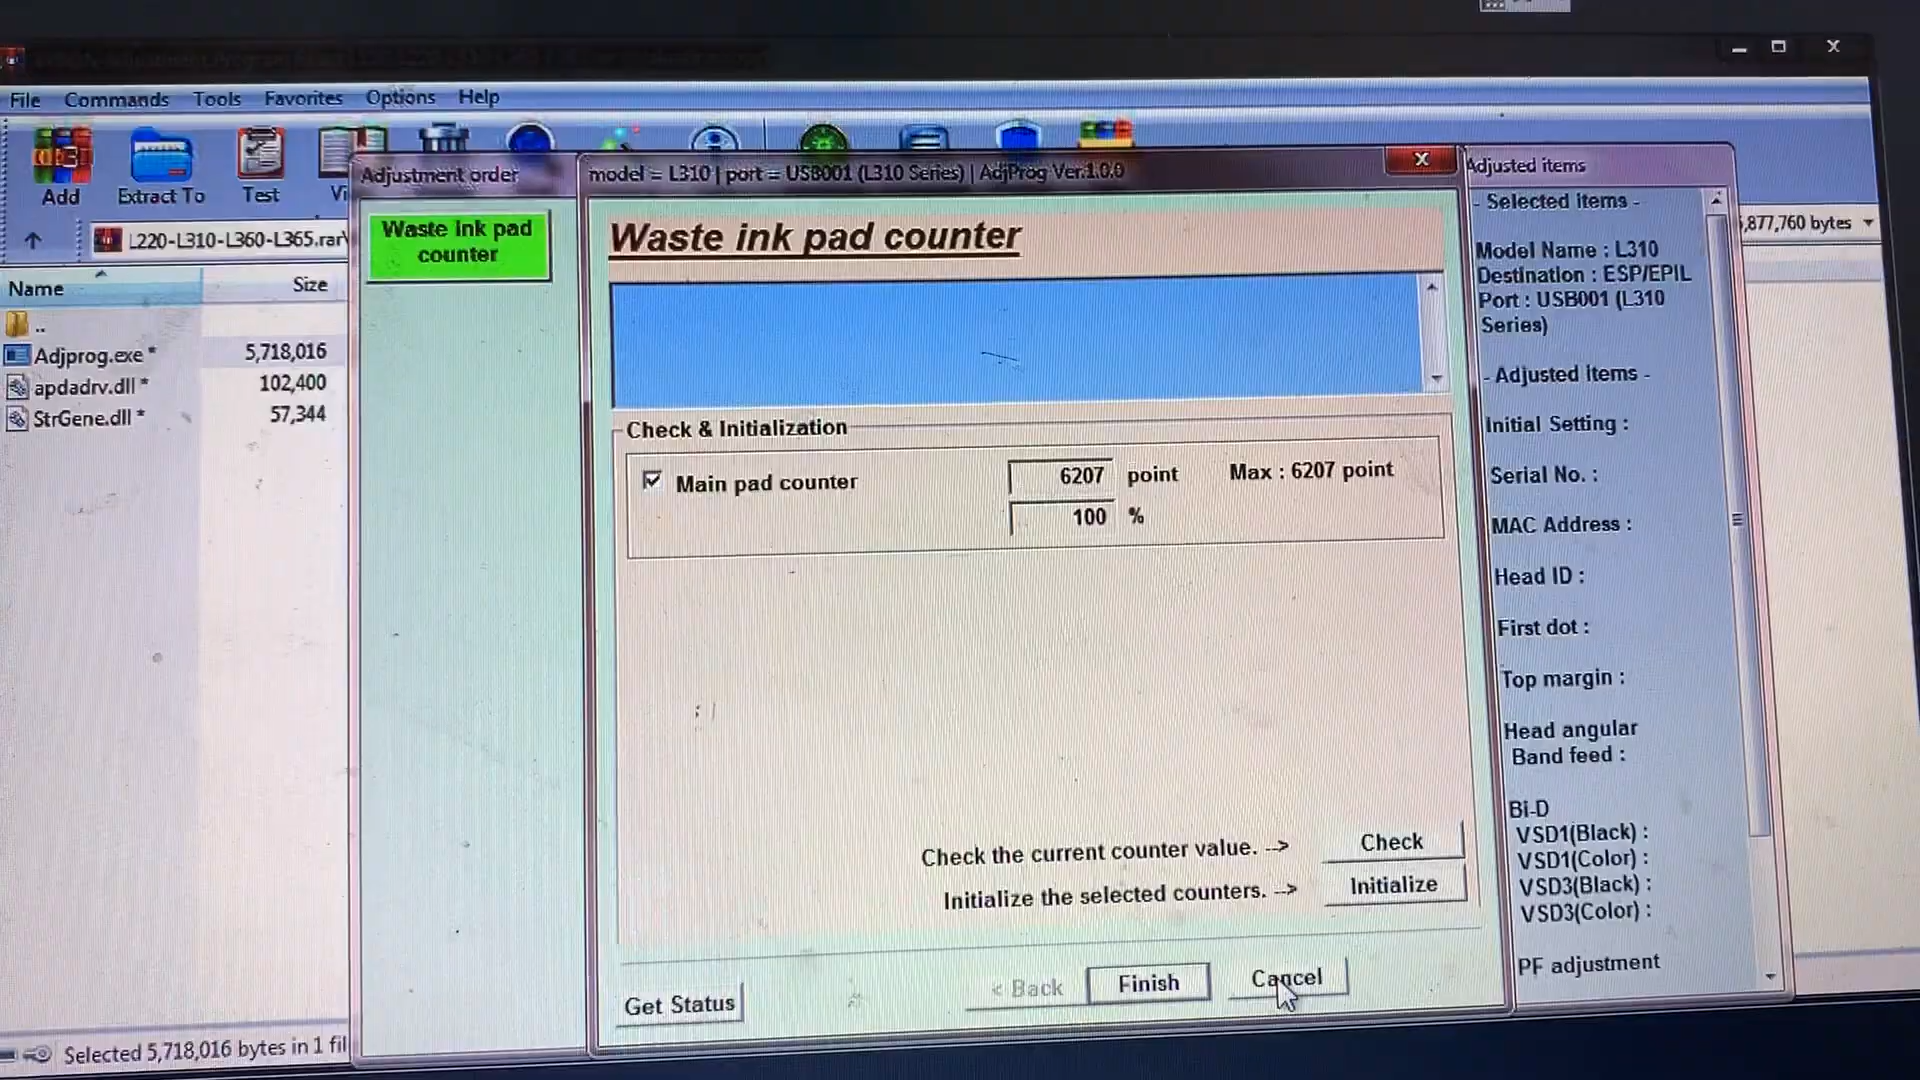 File Commands Tools Favorites Options Help
Add Extract To Test Vi
L220-L310-L360-L365.rar\
,877,760 bytes
Name Size
..
Adjprog.exe * 5,718,016
apdadrv.dll * 102,400
StrGene.dll * 57,344
Selected 5,718,016 bytes in 1 fil
Adjustment order
Waste ink pad
counter
model = L310 | port = USB001 (L310 Series) | AdjProg Ver.1.0.0
Waste ink pad counter
Check & Initialization
Main pad counter 6207 point Max : 6207 point
100 %
Check the current counter value. --> Check
Initialize the selected counters. --> Initialize
Get Status < Back Finish Cancel
Adjusted items
- Selected items -
Model Name : L310
Destination : ESP/EPIL
Port : USB001 (L310
Series)
- Adjusted items -
Initial Setting :
Serial No. :
MAC Address :
Head ID :
First dot :
Top margin :
Head angular
Band feed :
Bi-D
VSD1(Black) :
VSD1(Color) :
VSD3(Black) :
VSD3(Color) :
PF adjustment